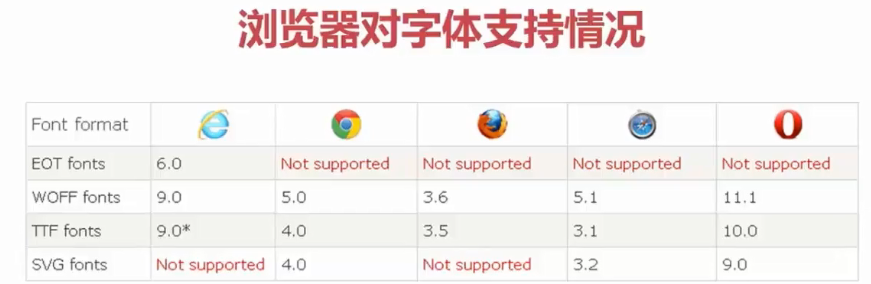 浏览器对字体支持情况
Font format
EOT fonts 6.0 Not supported Not supported Not supported Not supported
WOFF fonts 9.0 5.0 3.6 5.1 11.1
TTF fonts 9.0* 4.0 3.5 3.1 10.0
SVG fonts Not supported 4.0 Not supported 3.2 9.0